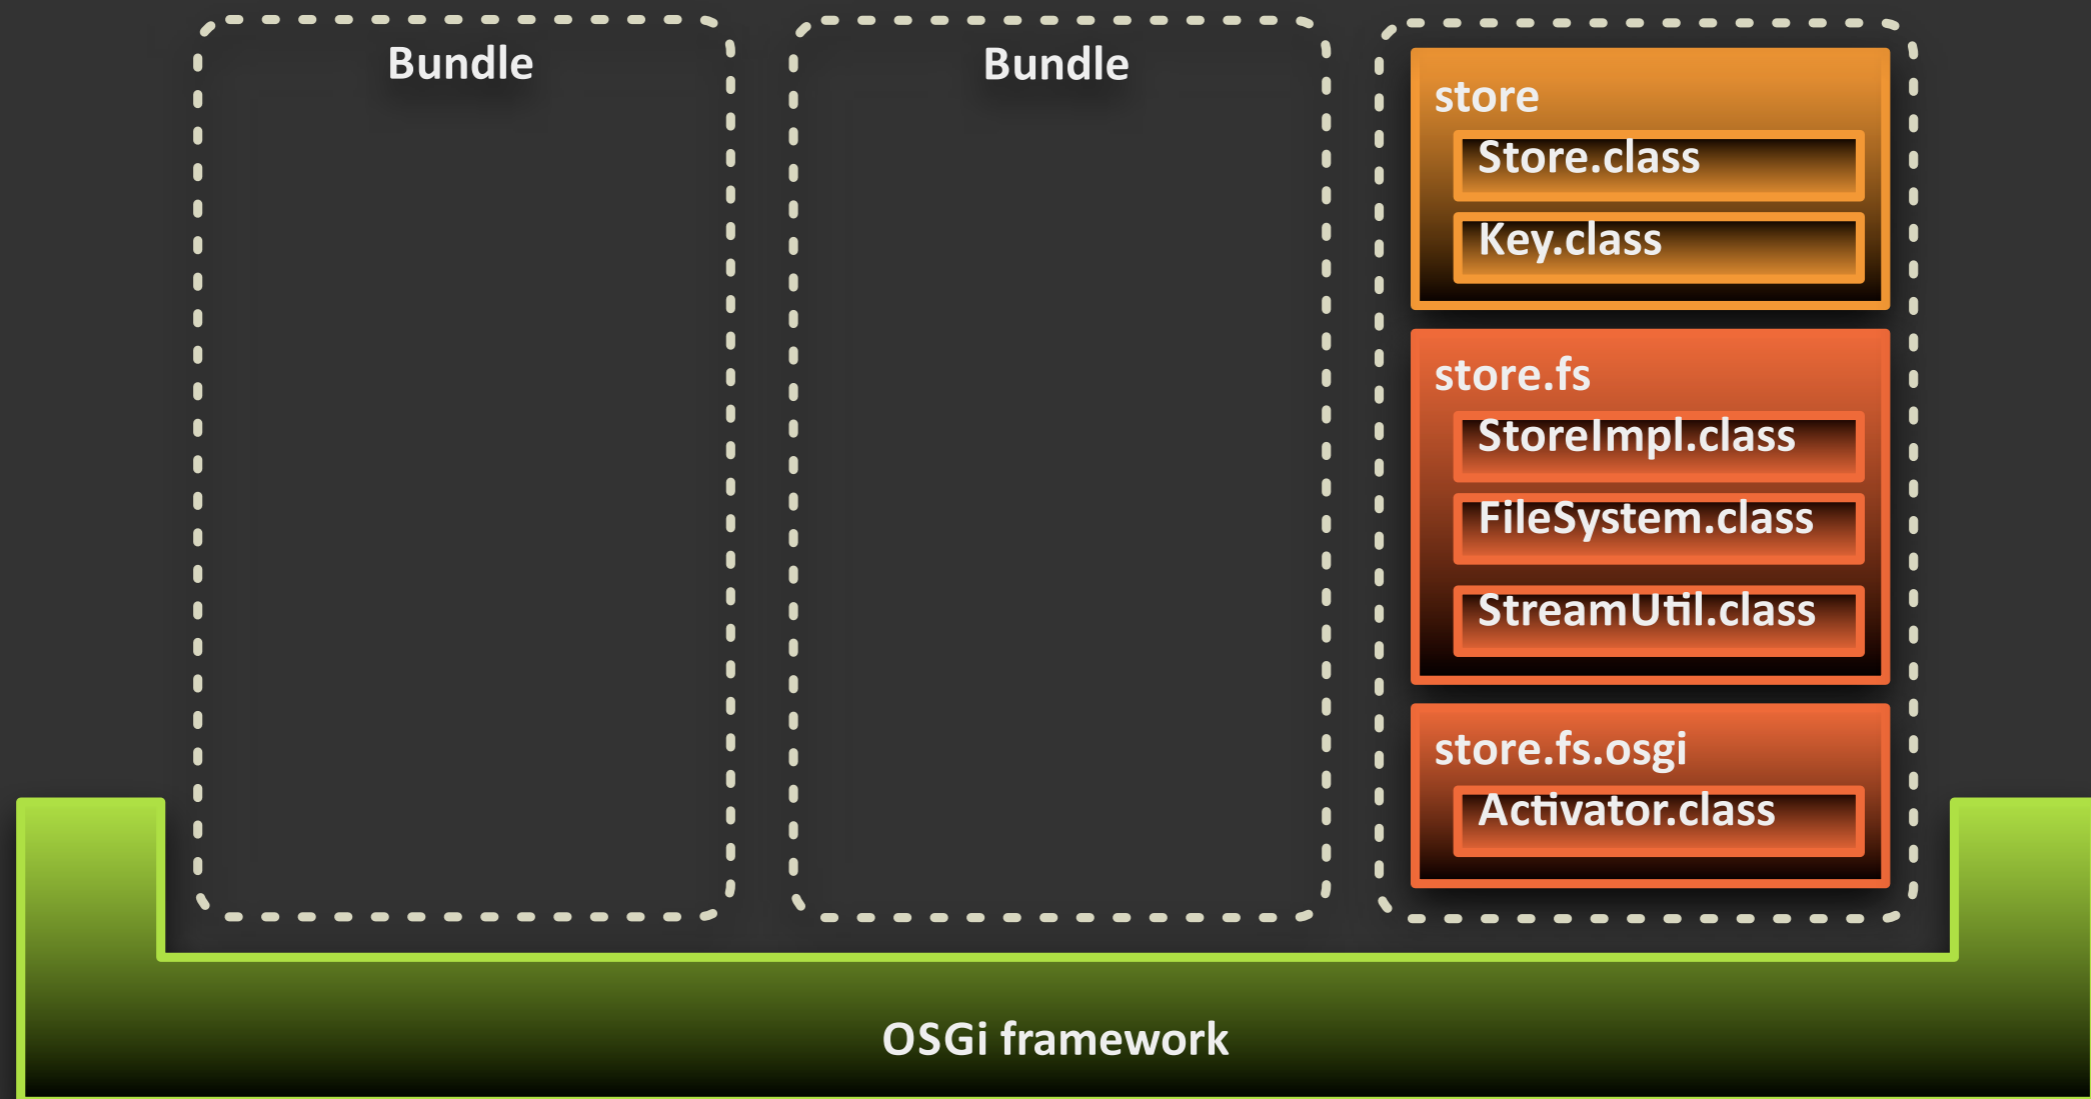 Bundle
Bundle
store
Store.class
Key.class
store.fs
StoreImpl.class
FileSystem.class
StreamUtil.class
store.fs.osgi
Activator.class
OSGi framework